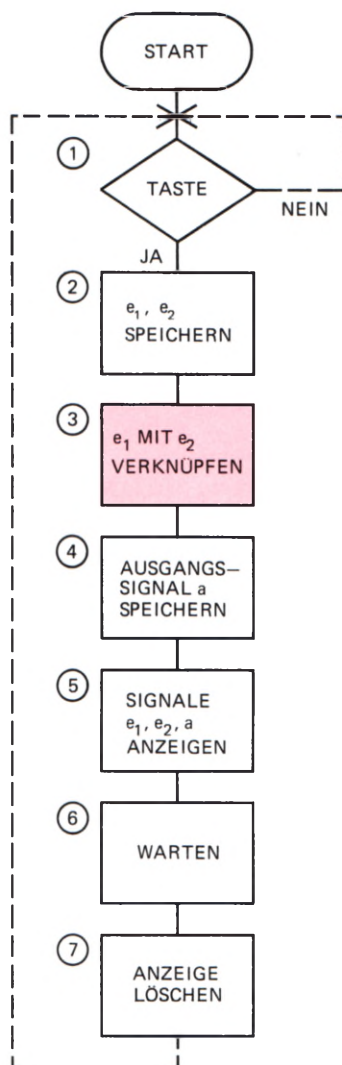 START
1
TASTE
NEIN
JA
2
e₁, e₂
SPEICHERN
3
e₁ MIT e₂
VERKNÜPFEN
4
AUSGANGS–
SIGNAL a
SPEICHERN
5
SIGNALE
e₁, e₂, a
ANZEIGEN
6
WARTEN
7
ANZEIGE
LÖSCHEN